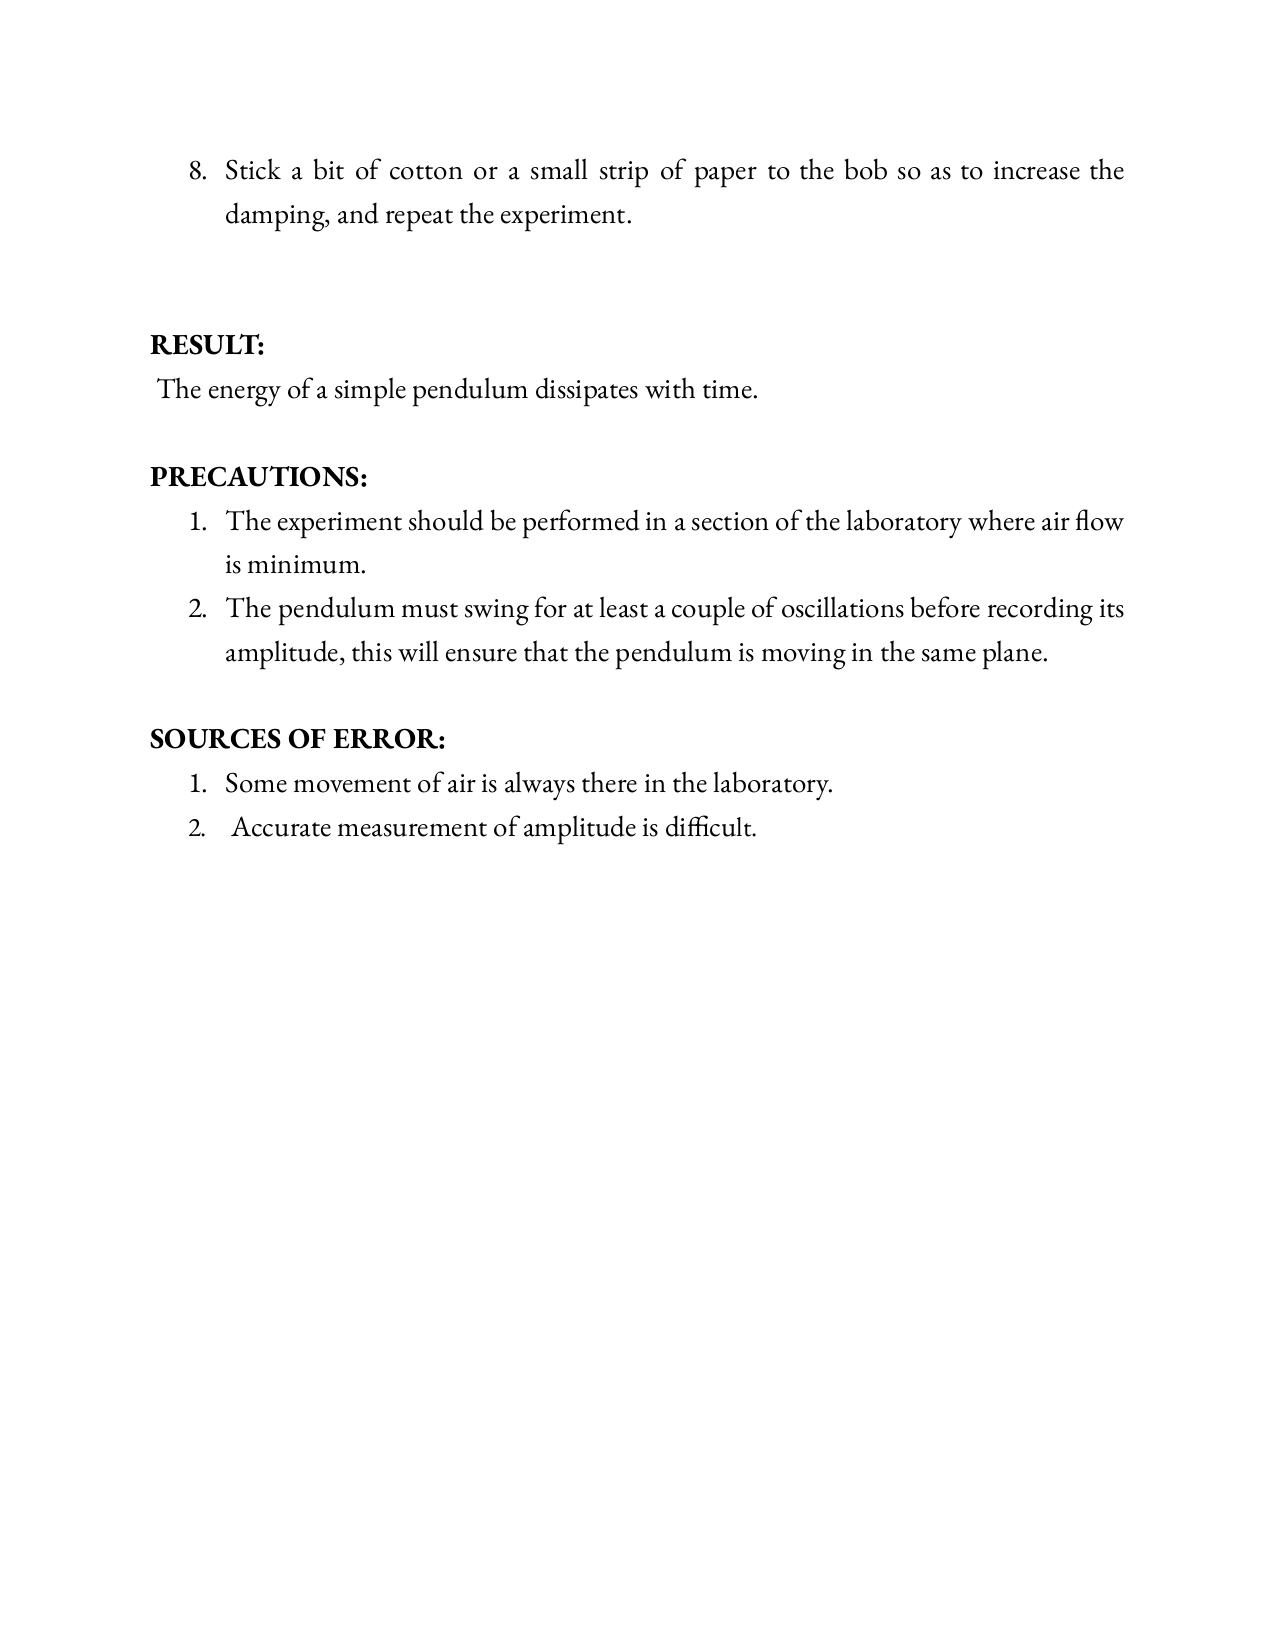 8. Stick a bit of cotton or a small strip of paper to the bob so as to increase the
damping, and repeat the experiment.
RESULT:
The energy of a simple pendulum dissipates with time.
PRECAUTIONS:
1. The experiment should be performed in a section of the laboratory where air flow
is minimum.
2. The pendulum must swing for at least a couple of oscillations before recording its
amplitude, this will ensure that the pendulum is moving in the same plane.
SOURCES OF ERROR:
1. Some movement of air is always there in the laboratory.
2. Accurate measurement of amplitude is difficult.